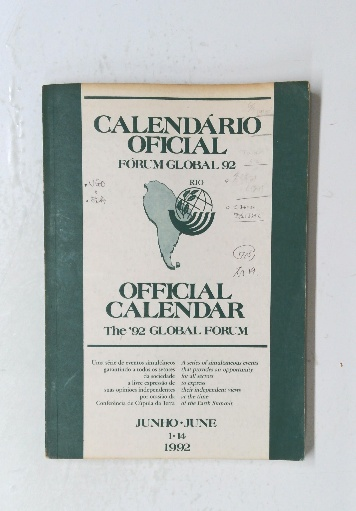 CALENDÁRIO
OFICIAL
FÓRUM GLOBAL 92
RIO
OFFICIAL
CALENDAR
The '92 GLOBAL FORUM
Uma série de eventos simultâneos
garantindo a todos os setores
da sociedade
a livre expressão de
suas opiniões independentes
por ocasião da
Conferência de Cúpula da Terra
A series of simultaneous events
that provides an opportunity
for all sectors
to express
their independent views
at the time
of the Earth Summit
JUNHO • JUNE
1-14
1992